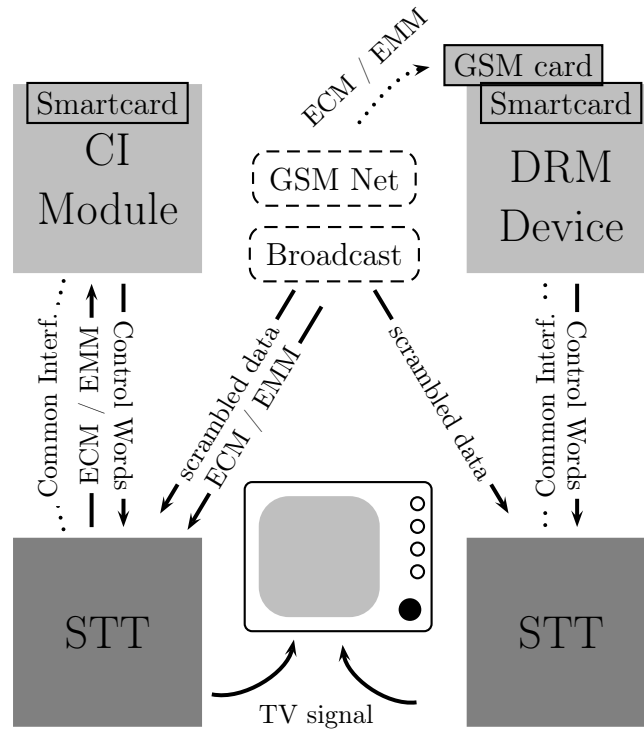 ECM / EMM
GSM card
Smartcard
Smartcard
CI
Module
GSM Net
DRM
Device
Broadcast
Common Interf.
ECM / EMM
Control Words
scrambled data
ECM / EMM
scrambled data
Common Interf.
Control Words
STT
STT
TV signal